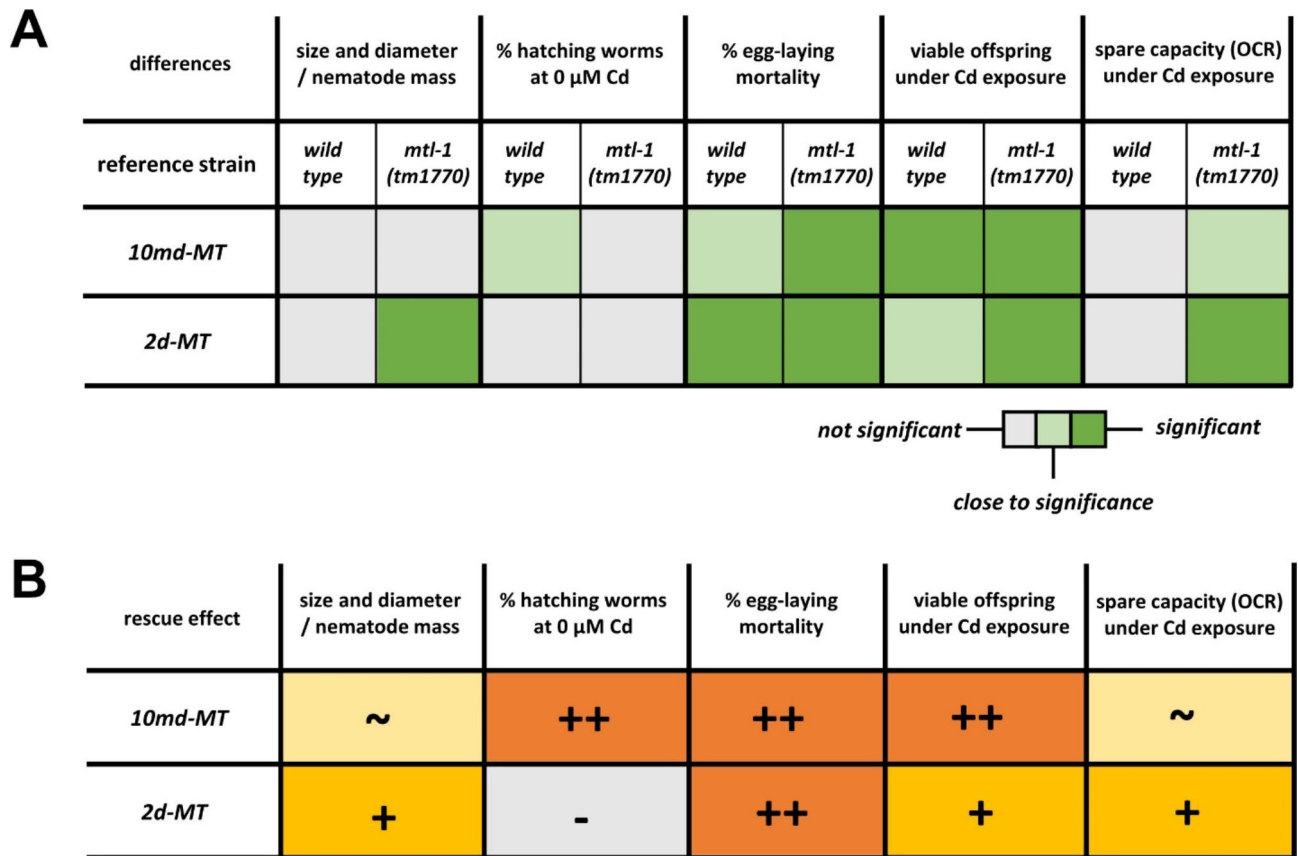 A
differences
size and diameter
/ nematode mass
% hatching worms
at 0 µM Cd
% egg-laying
mortality
viable offspring
under Cd exposure
spare capacity (OCR)
under Cd exposure
reference strain
wild
type
mtl-1
(tm1770)
wild
type
mtl-1
(tm1770)
wild
type
mtl-1
(tm1770)
wild
type
mtl-1
(tm1770)
wild
type
mtl-1
(tm1770)
10md-MT
2d-MT
not significant
significant
close to significance
B
rescue effect
size and diameter
/ nematode mass
% hatching worms
at 0 µM Cd
% egg-laying
mortality
viable offspring
under Cd exposure
spare capacity (OCR)
under Cd exposure
10md-MT
~
++
++
++
~
2d-MT
+
-
++
+
+